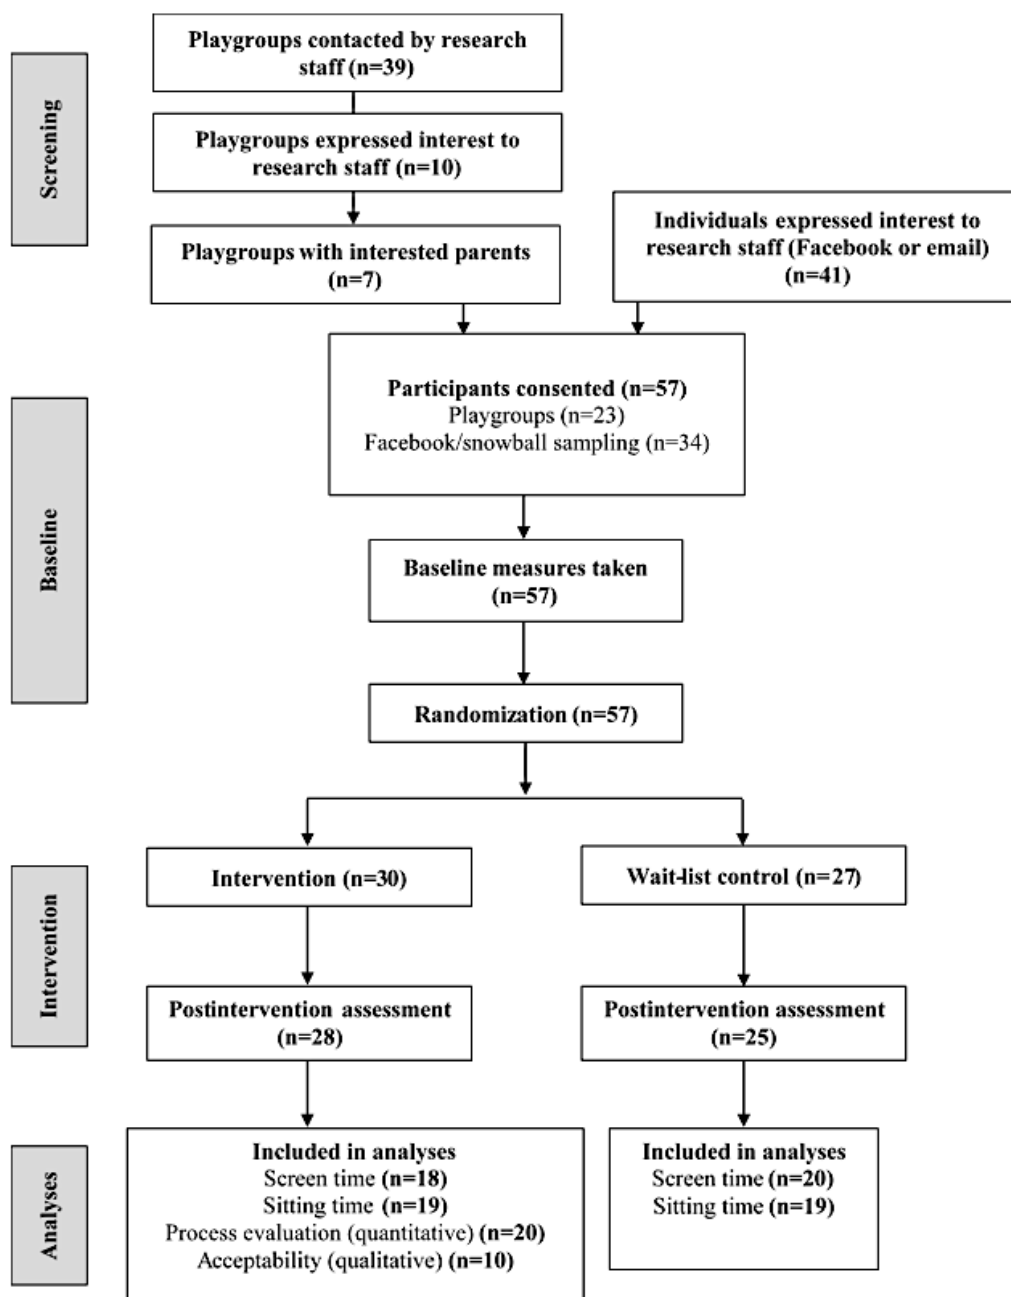 Screening
Playgroups contacted by research
staff (n=39)
Playgroups expressed interest to
research staff (n=10)
Playgroups with interested parents
(n=7)
Individuals expressed interest to
research staff (Facebook or email)
(n=41)
Baseline
Participants consented (n=57)
Playgroups (n=23)
Facebook/snowball sampling (n=34)
Baseline measures taken
(n=57)
Randomization (n=57)
Intervention
Intervention (n=30)
Wait-list control (n=27)
Postintervention assessment
(n=28)
Postintervention assessment
(n=25)
Analyses
Included in analyses
Screen time (n=18)
Sitting time (n=19)
Process evaluation (quantitative) (n=20)
Acceptability (qualitative) (n=10)
Included in analyses
Screen time (n=20)
Sitting time (n=19)